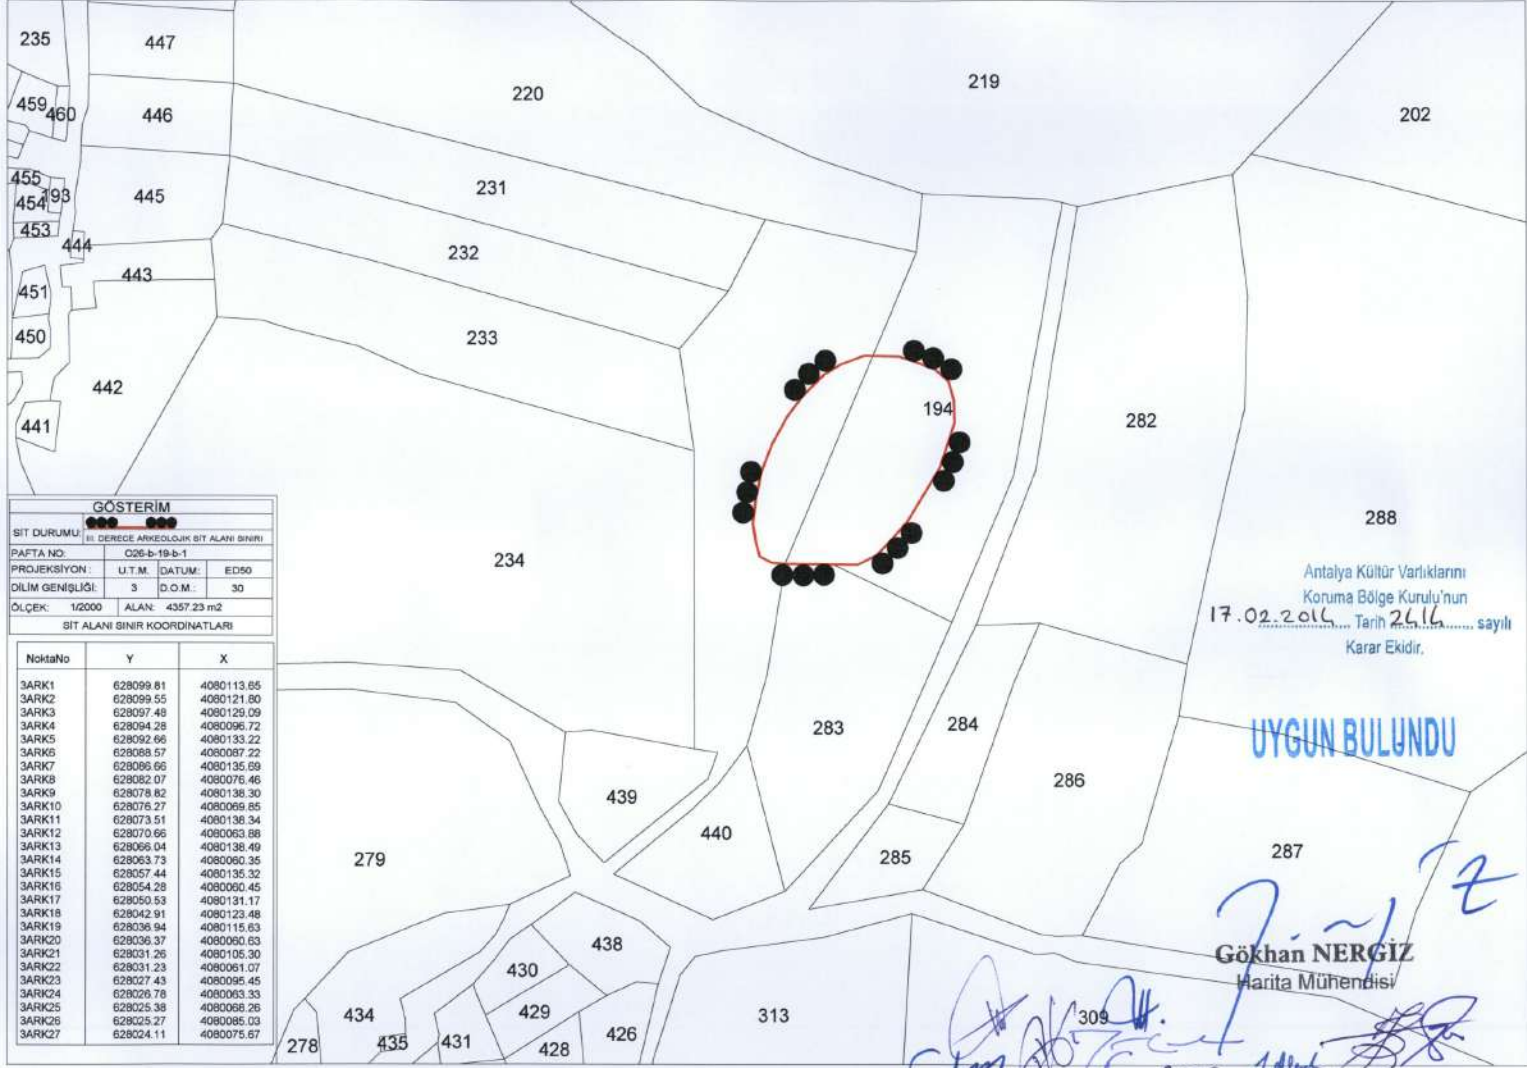 235
447
220
219
202
459
460
446
455
193
454
445
231
453
444
232
443
451
450
233
442
441
194
282
288
234
GÖSTERİM
SİT DURUMU:
III. DERECE ARKEOLOJİK SİT ALANI SINIRI
PAFTA NO: O26-b-19-b-1
PROJEKSİYON: U.T.M. DATUM: ED50
DİLİM GENİŞLİĞİ: 3 D.O.M.: 30
ÖLÇEK: 1/2000 ALAN: 4357.23 m2
SİT ALANI SINIR KOORDİNATLARI
NoktaNo Y X
3ARK1 628099.81 4080113.65
3ARK2 628099.55 4080121.80
3ARK3 628097.48 4080129.09
3ARK4 628094.28 4080096.72
3ARK5 628092.66 4080133.22
3ARK6 628088.57 4080087.22
3ARK7 628086.66 4080135.69
3ARK8 628082.07 4080076.46
3ARK9 628078.82 4080138.30
3ARK10 628076.27 4080069.85
3ARK11 628073.51 4080138.34
3ARK12 628070.66 4080063.88
3ARK13 628066.04 4080138.49
3ARK14 628063.73 4080060.35
3ARK15 628057.44 4080135.32
3ARK16 628054.28 4080060.45
3ARK17 628050.53 4080131.17
3ARK18 628042.91 4080123.48
3ARK19 628036.94 4080115.63
3ARK20 628036.37 4080060.63
3ARK21 628031.26 4080105.30
3ARK22 628031.23 4080061.07
3ARK23 628027.43 4080095.45
3ARK24 628026.78 4080063.33
3ARK25 628025.38 4080068.26
3ARK26 628025.27 4080085.03
3ARK27 628024.11 4080075.67
Antalya Kültür Varlıklarını
Koruma Bölge Kurulu'nun
17.02.2014 Tarih 2414 sayılı
Karar Ekidir.
UYGUN BULUNDU
283
284
286
439
440
285
279
287
438
430
429
434
435
431
428
426
278
313
309
Gökhan NERGİZ
Harita Mühendisi